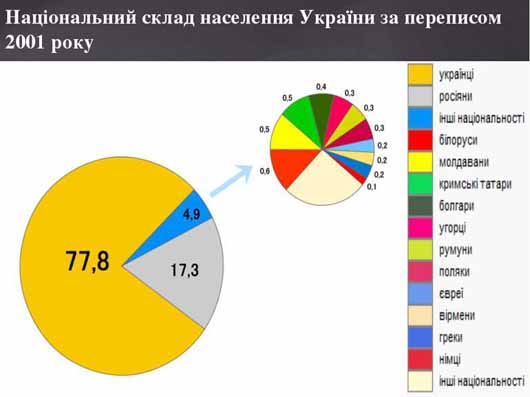 Національний склад населення України за переписом
2001 року
0,4
0,5
0,3
0,3
0,5
0,3
0,2
0,2
0,6
0,2
0,1
4,9
77,8
17,3
українці
росіяни
інші національності
білоруси
молдавани
кримські татари
болгари
угорці
румуни
поляки
євреї
вірмени
греки
німці
інші національності